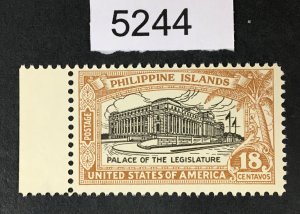 5244
PHILIPPINE ISLANDS
POSTAGE
PALACE OF THE LEGISLATURE
18
CENTAVOS
UNITED STATES OF AMERICA